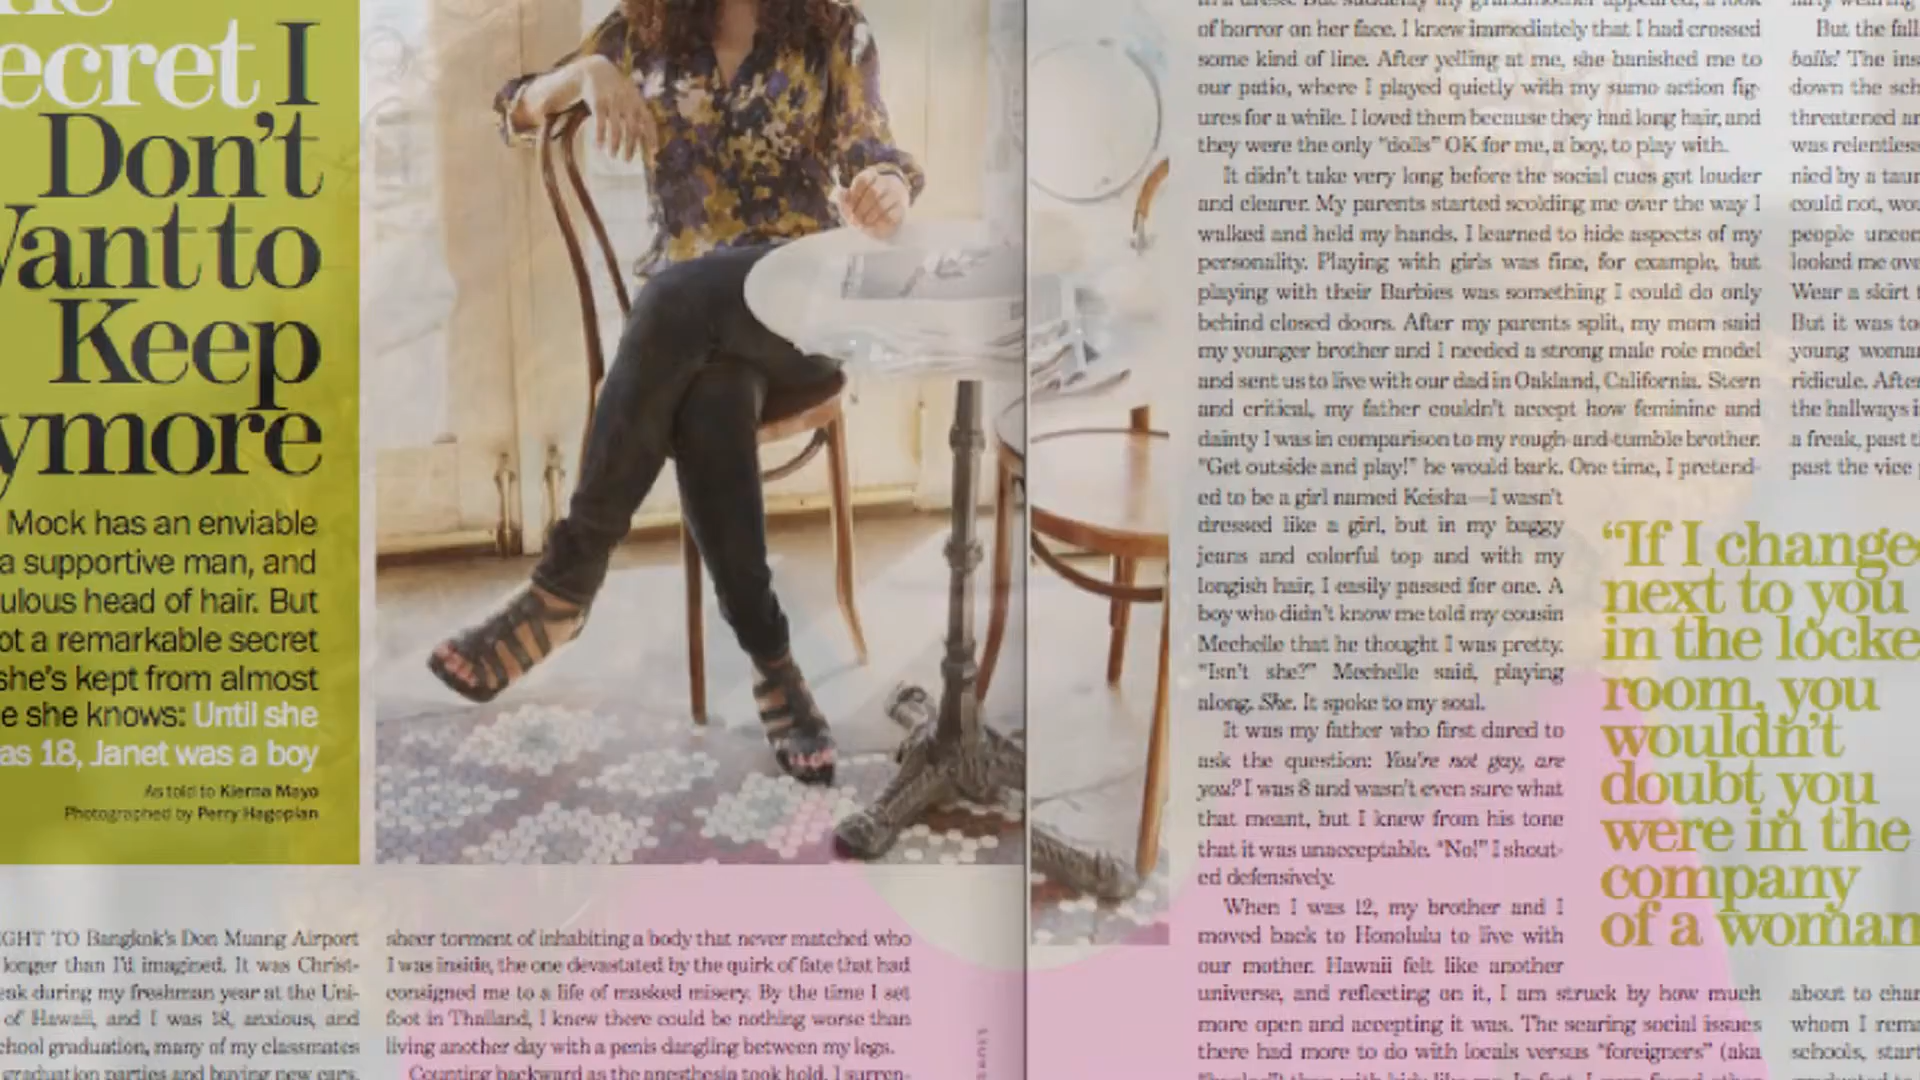 ecret I
Don't
Want to
Keep
ymore
Mock has an enviable
a supportive man, and
ulous head of hair. But
ot a remarkable secret
she's kept from almost
e she knows: Until she
as 18, Janet was a boy
As told to Kierna Mayo
Photographed by Perry Hagopian
GHT TO Bangkok's Don Muang Airport
longer than I'd imagined. It was Christ-
eak during my freshman year at the Uni-
of Hawaii, and I was 18, anxious, and
chool graduation, many of my classmates
graduation parties and buying new cars,
sheer torment of inhabiting a body that never matched who
I was inside, the one devastated by the quirk of fate that had
consigned me to a life of masked misery. By the time I set
foot in Thailand, I knew there could be nothing worse than
living another day with a penis dangling between my legs.
Counting backward as the anesthesia took hold, I surren-
in a dress. But suddenly my grandmother appeared, a look
of horror on her face. I knew immediately that I had crossed
some kind of line. After yelling at me, she banished me to
our patio, where I played quietly with my sumo action fig-
ures for a while. I loved them because they had long hair, and
they were the only "dolls" OK for me, a boy, to play with.
It didn't take very long before the social cues got louder
and clearer. My parents started scolding me over the way I
walked and held my hands. I learned to hide aspects of my
personality. Playing with girls was fine, for example, but
playing with their Barbies was something I could do only
behind closed doors. After my parents split, my mom said
my younger brother and I needed a strong male role model
and sent us to live with our dad in Oakland, California. Stern
and critical, my father couldn't accept how feminine and
dainty I was in comparison to my rough-and-tumble brother.
"Get outside and play!" he would bark. One time, I pretend-
ed to be a girl named Keisha—I wasn't
dressed like a girl, but in my baggy
jeans and colorful top and with my
longish hair, I easily passed for one. A
boy who didn't know me told my cousin
Mechelle that he thought I was pretty.
"Isn't she?" Mechelle said, playing
along. She. It spoke to my soul.
It was my father who first dared to
ask the question: You're not gay, are
you? I was 8 and wasn't even sure what
that meant, but I knew from his tone
that it was unacceptable. "No!" I shout-
ed defensively.
When I was 12, my brother and I
moved back to Honolulu to live with
our mother. Hawaii felt like another
universe, and reflecting on it, I am struck by how much
more open and accepting it was. The searing social issues
there had more to do with locals versus "foreigners" (aka
But the fall
balls! The ins
down the sch
threatened an
was relentless
nied by a taun
could not, wou
people uncom
looked me ove
Wear a skirt t
But it was to
young woma
ridicule. After
the hallways i
a freak, past t
past the vice p
"If I change
next to you
in the locke
room, you
wouldn't
doubt you
were in the
company
of a woman
about to chan
whom I rema
schools, start